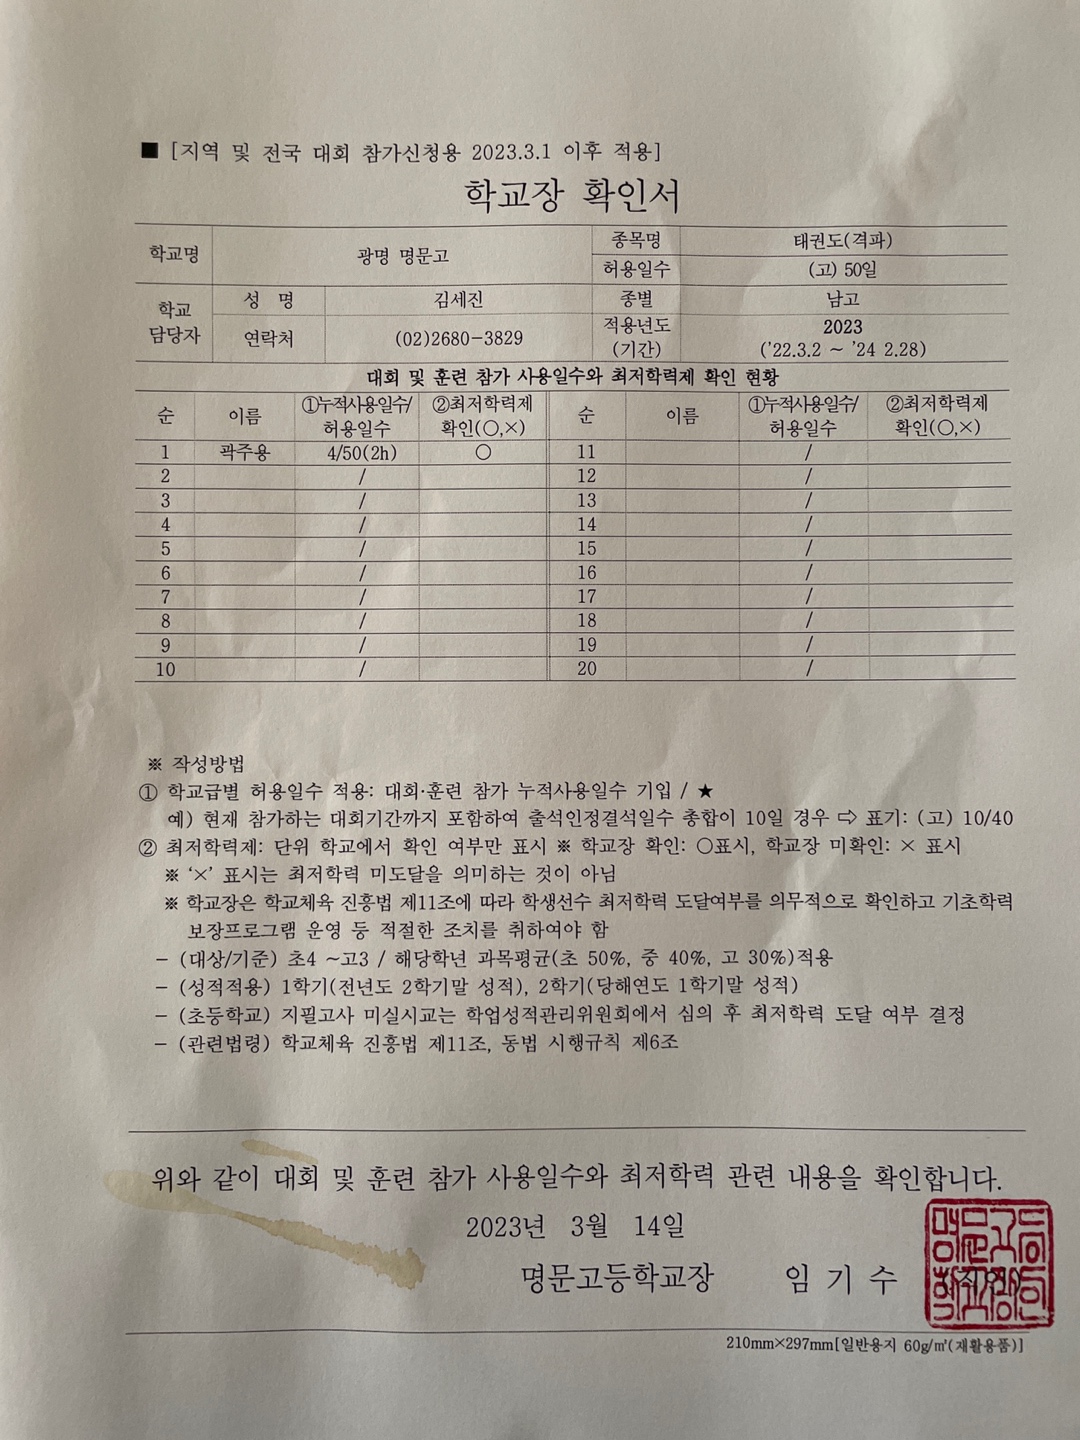 ■ [지역 및 전국 대회 참가신청용 2023.3.1 이후 적용]
학교장 확인서
학교명 광명 명문고 종목명 태권도(격파)
허용일수 (고) 50일
학교 담당자 성 명 김세진 종별 남고
연락처 (02)2680-3829 적용년도 (기간) 2023 ('22.3.2 ~ '24 2.28)
대회 및 훈련 참가 사용일수와 최저학력제 확인 현황
순 이름 ①누적사용일수/허용일수 ②최저학력제 확인(○,×) 순 이름 ①누적사용일수/허용일수 ②최저학력제 확인(○,×)
1 곽주용 4/50(2h) ○ 11 /
2 / 12 /
3 / 13 /
4 / 14 /
5 / 15 /
6 / 16 /
7 / 17 /
8 / 18 /
9 / 19 /
10 / 20 /
※ 작성방법
① 학교급별 허용일수 적용: 대회·훈련 참가 누적사용일수 기입 / ★
예) 현재 참가하는 대회기간까지 포함하여 출석인정결석일수 총합이 10일 경우 ⇨ 표기: (고) 10/40
② 최저학력제: 단위 학교에서 확인 여부만 표시 ※ 학교장 확인: ○표시, 학교장 미확인: × 표시
※ '×' 표시는 최저학력 미도달을 의미하는 것이 아님
※ 학교장은 학교체육 진흥법 제11조에 따라 학생선수 최저학력 도달여부를 의무적으로 확인하고 기초학력
보장프로그램 운영 등 적절한 조치를 취하여야 함
- (대상/기준) 초4 ~고3 / 해당학년 과목평균(초 50%, 중 40%, 고 30%)적용
- (성적적용) 1학기(전년도 2학기말 성적), 2학기(당해연도 1학기말 성적)
- (초등학교) 지필고사 미실시교는 학업성적관리위원회에서 심의 후 최저학력 도달 여부 결정
- (관련법령) 학교체육 진흥법 제11조, 동법 시행규칙 제6조
위와 같이 대회 및 훈련 참가 사용일수와 최저학력 관련 내용을 확인합니다.
2023년 3월 14일
명문고등학교장 임 기 수
210mm×297mm[일반용지 60g/㎡(재활용품)]